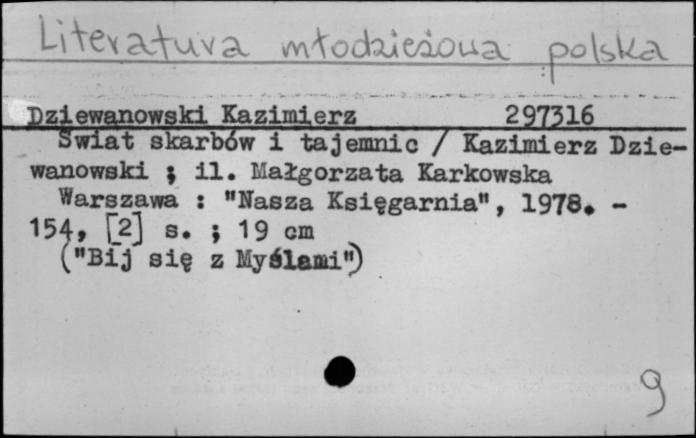 Literatura młodzieżowa polska
Dziewanowski Kazimierz 297316
Świat skarbów i tajemnic / Kazimierz Dzie-
wanowski ; il. Małgorzata Karkowska
Warszawa : "Nasza Księgarnia", 1978. -
154, [2] s. ; 19 cm
("Bij się z Myślami")
9